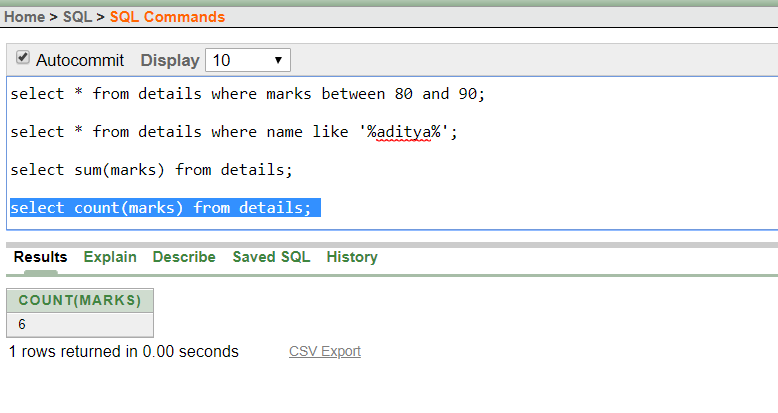 Home > SQL > SQL Commands
Autocommit Display 10
select * from details where marks between 80 and 90;
select * from details where name like '%aditya%';
select sum(marks) from details;
select count(marks) from details;
Results Explain Describe Saved SQL History
COUNT(MARKS)
6
1 rows returned in 0.00 seconds CSV Export